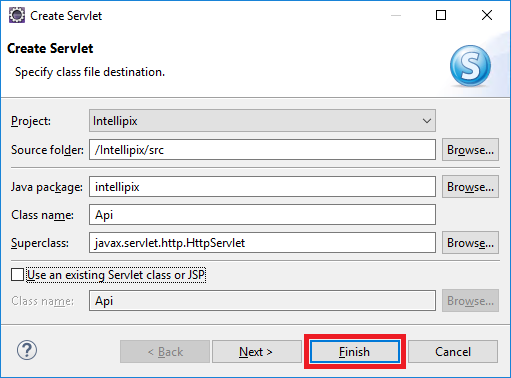 Create Servlet
Create Servlet
Specify class file destination.
S
Project: Intellipix
Source folder: /Intellipix/src Browse...
Java package: intellipix Browse...
Class name: Api
Superclass: javax.servlet.http.HttpServlet Browse...
Use an existing Servlet class or JSP
Class name: Api Browse...
? < Back Next > Finish Cancel